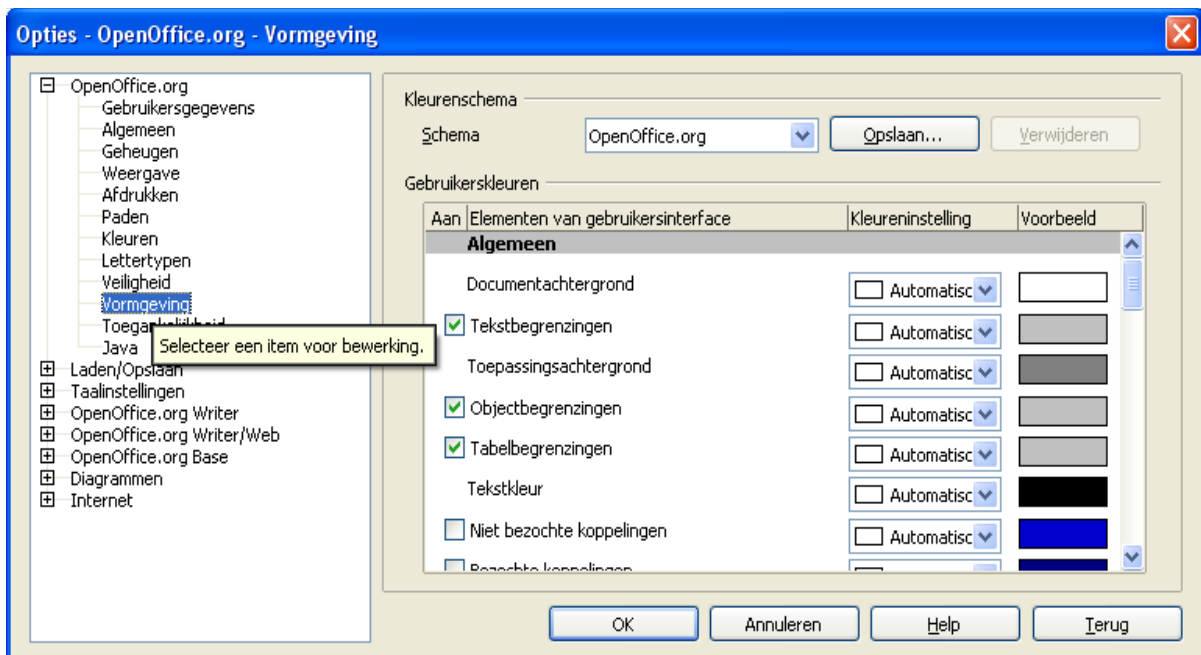 Opties - OpenOffice.org - Vormgeving
OpenOffice.org
Gebruikersgegevens
Algemeen
Geheugen
Weergave
Afdrukken
Paden
Kleuren
Lettertypen
Veiligheid
Vormgeving
Toegankelijkheid
Java
Selecteer een item voor bewerking.
Laden/Opslaan
Taalinstellingen
OpenOffice.org Writer
OpenOffice.org Writer/Web
OpenOffice.org Base
Diagrammen
Internet
Kleurenschema
Schema OpenOffice.org Opslaan... Verwijderen
Gebruikerskleuren
Aan Elementen van gebruikersinterface Kleureninstelling Voorbeeld
Algemeen
Documentachtergrond Automatisc
Tekstbegrenzingen Automatisc
Toepassingsachtergrond Automatisc
Objectbegrenzingen Automatisc
Tabelbegrenzingen Automatisc
Tekstkleur Automatisc
Niet bezochte koppelingen Automatisc
Bezochte koppelingen
OK Annuleren Help Terug